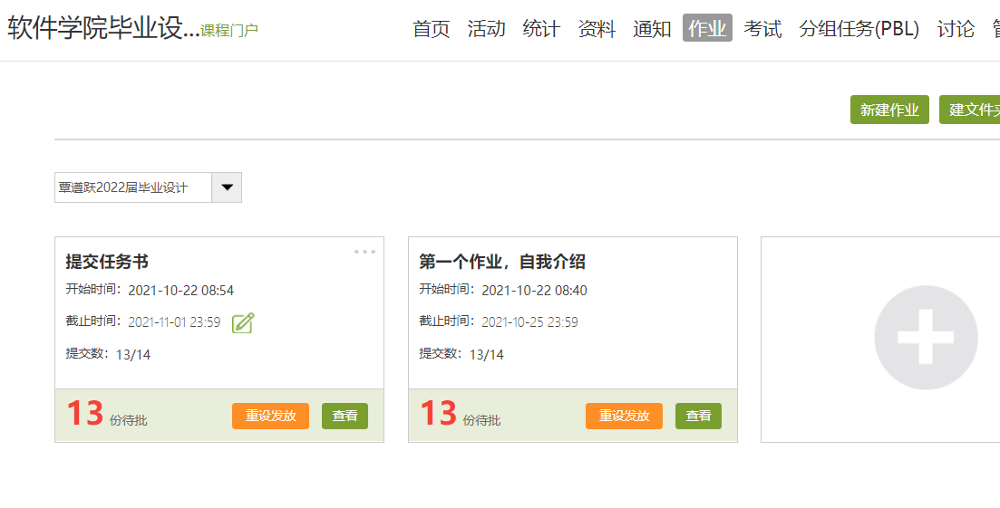 软件学院毕业设...课程门户
首页 活动 统计 资料 通知 作业 考试 分组任务(PBL) 讨论
新建作业 建文件夹
覃遵跃2022届毕业设计
提交任务书
开始时间：2021-10-22 08:54
截止时间：2021-11-01 23:59
提交数：13/14
13 份待批 重设发放 查看
第一个作业，自我介绍
开始时间：2021-10-22 08:40
截止时间：2021-10-25 23:59
提交数：13/14
13 份待批 重设发放 查看